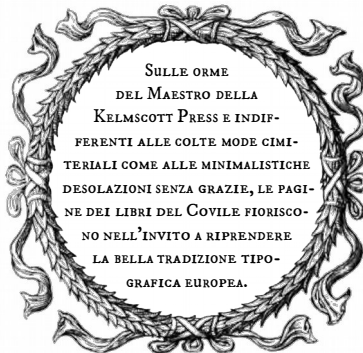 Sulle orme
del Maestro della
Kelmscott Press e indif-
ferenti alle colte mode cimi-
teriali come alle minimalistiche
desolazioni senza grazie, le pagi-
ne dei libri del Covile fiorisco-
no nell'invito a riprendere
la bella tradizione tipo-
grafica europea.